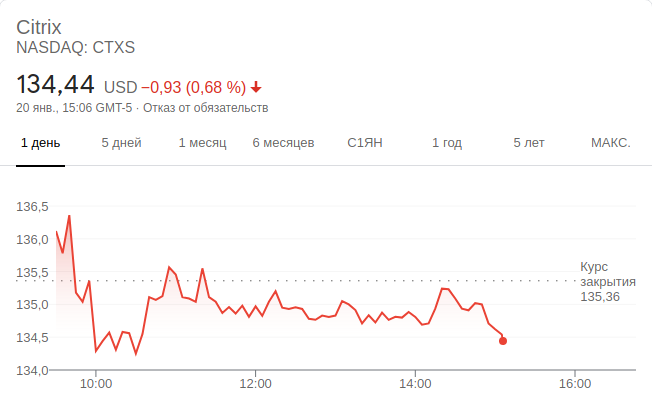 Citrix
NASDAQ: CTXS
134,44 USD −0,93 (0,68 %)
20 янв., 15:06 GMT-5 · Отказ от обязательств
1 день 5 дней 1 месяц 6 месяцев С1ЯН 1 год 5 лет МАКС.
136,5
136,0
135,5
135,0
134,5
134,0
Курс
закрытия
135,36
10:00 12:00 14:00 16:00